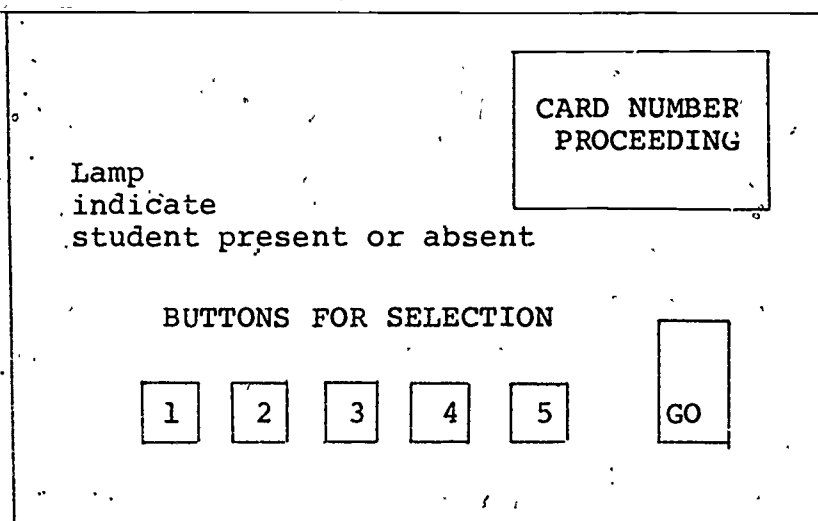 CARD NUMBER
PROCEEDING
Lamp
indicate
student present or absent
BUTTONS FOR SELECTION
1 2 3 4 5 GO